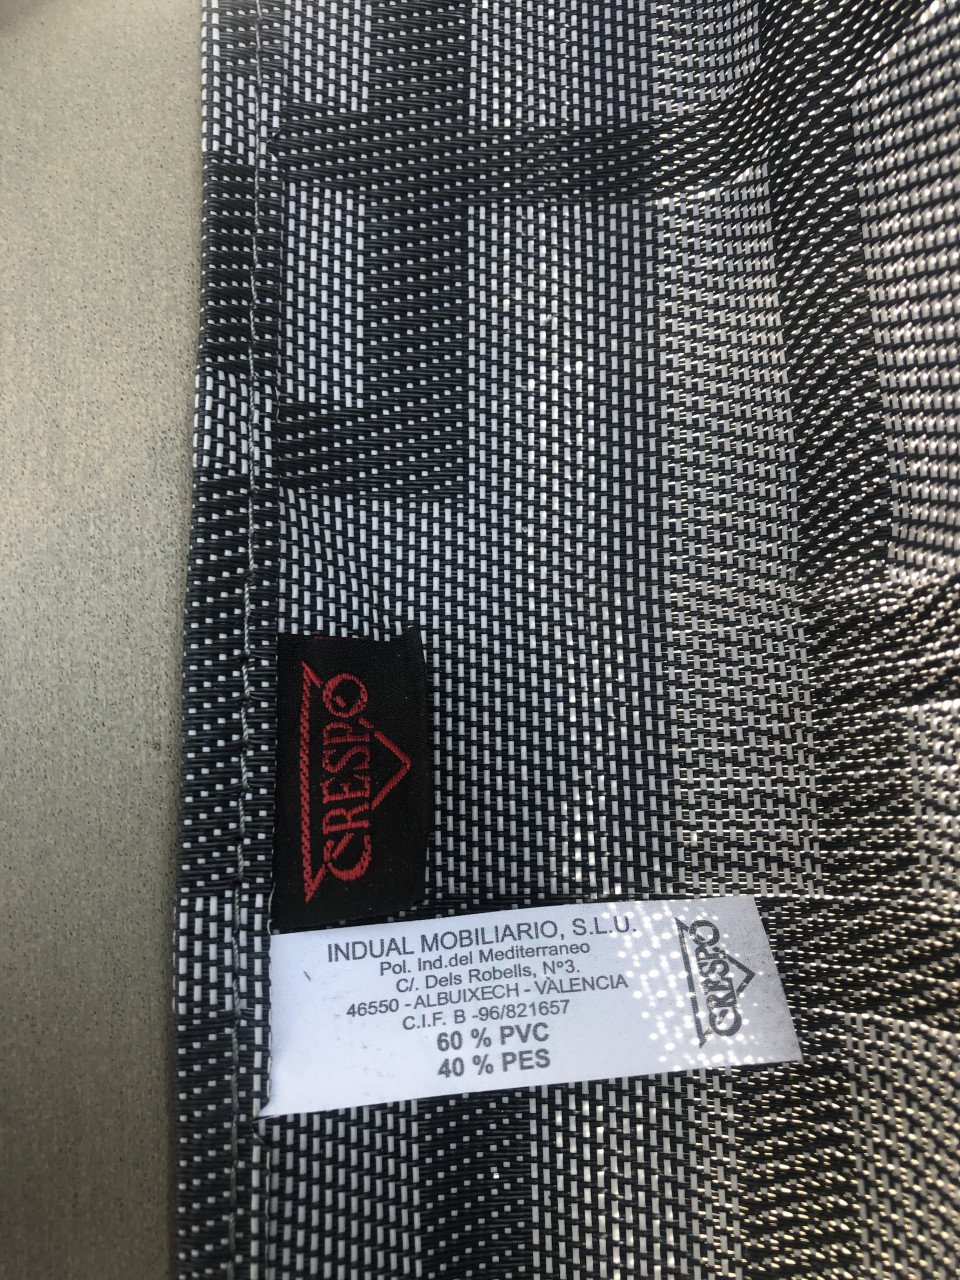 CRESPO
INDUAL MOBILIARIO, S.L.U.
Pol. Ind.del Mediterraneo
C/. Dels Robells, Nº3.
46550 -ALBUIXECH - VALENCIA
C.I.F. B -96/821657
60 % PVC
40 % PES
CRESPO